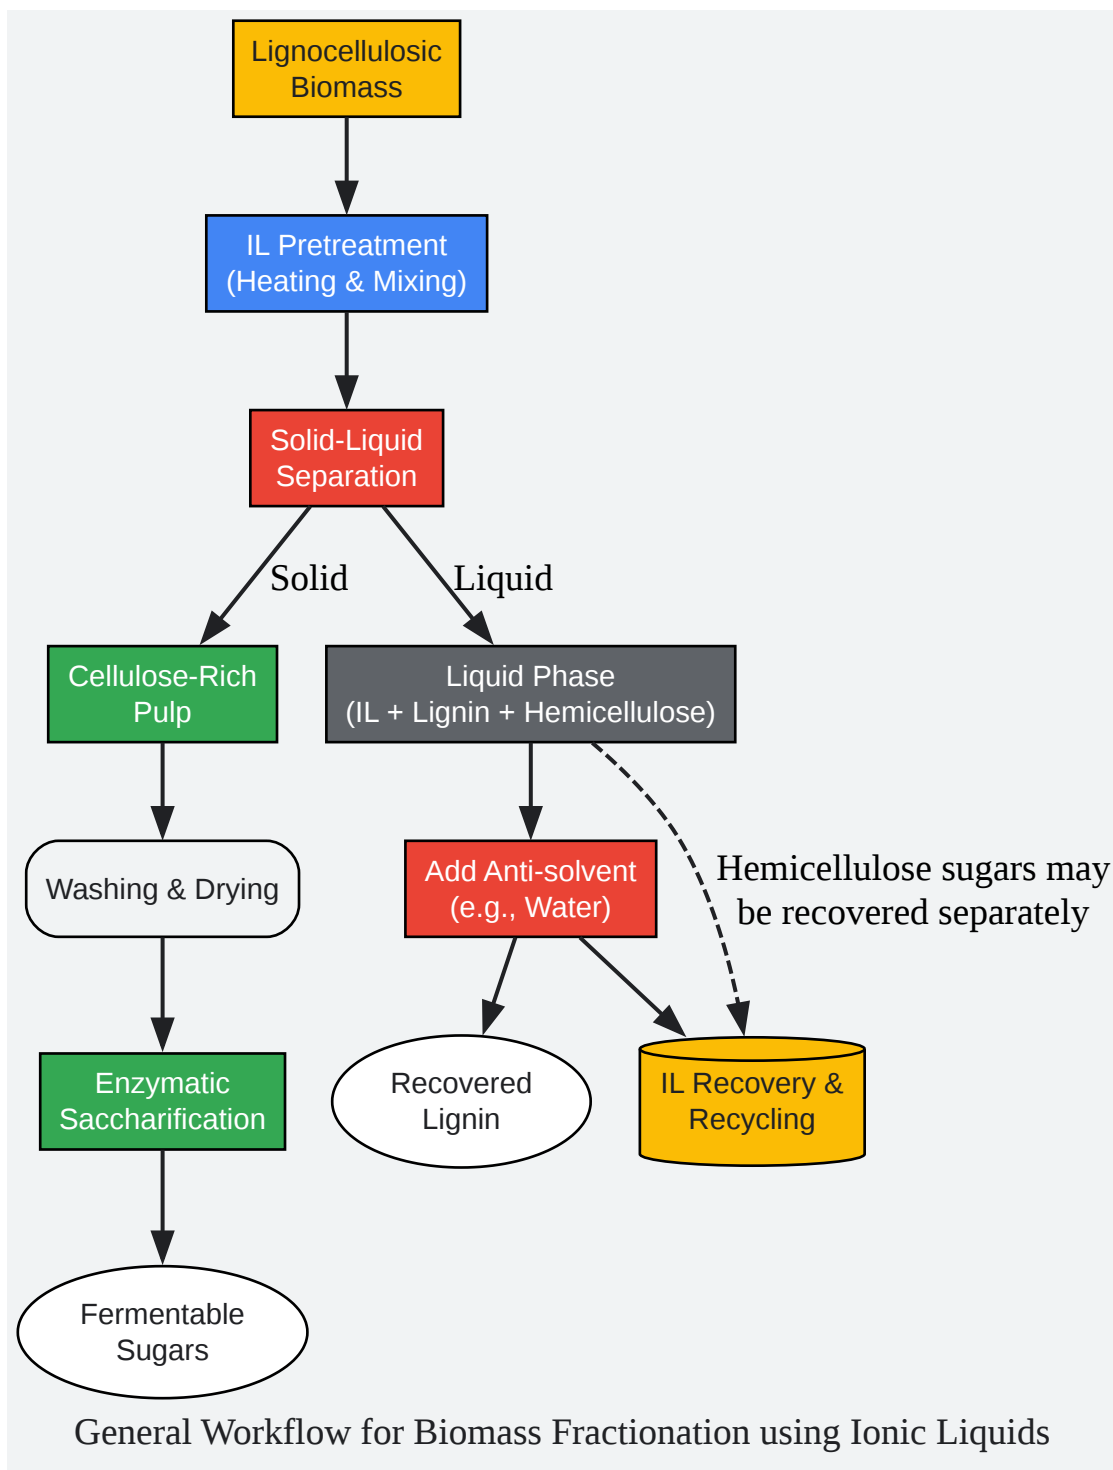 Lignocellulosic
Biomass
IL Pretreatment
(Heating & Mixing)
Solid-Liquid
Separation
Solid
Liquid
Cellulose-Rich
Pulp
Liquid Phase
(IL + Lignin + Hemicellulose)
Washing & Drying
Add Anti-solvent
(e.g., Water)
Hemicellulose sugars may
be recovered separately
Enzymatic
Saccharification
Recovered
Lignin
IL Recovery &
Recycling
Fermentable
Sugars
General Workflow for Biomass Fractionation using Ionic Liquids